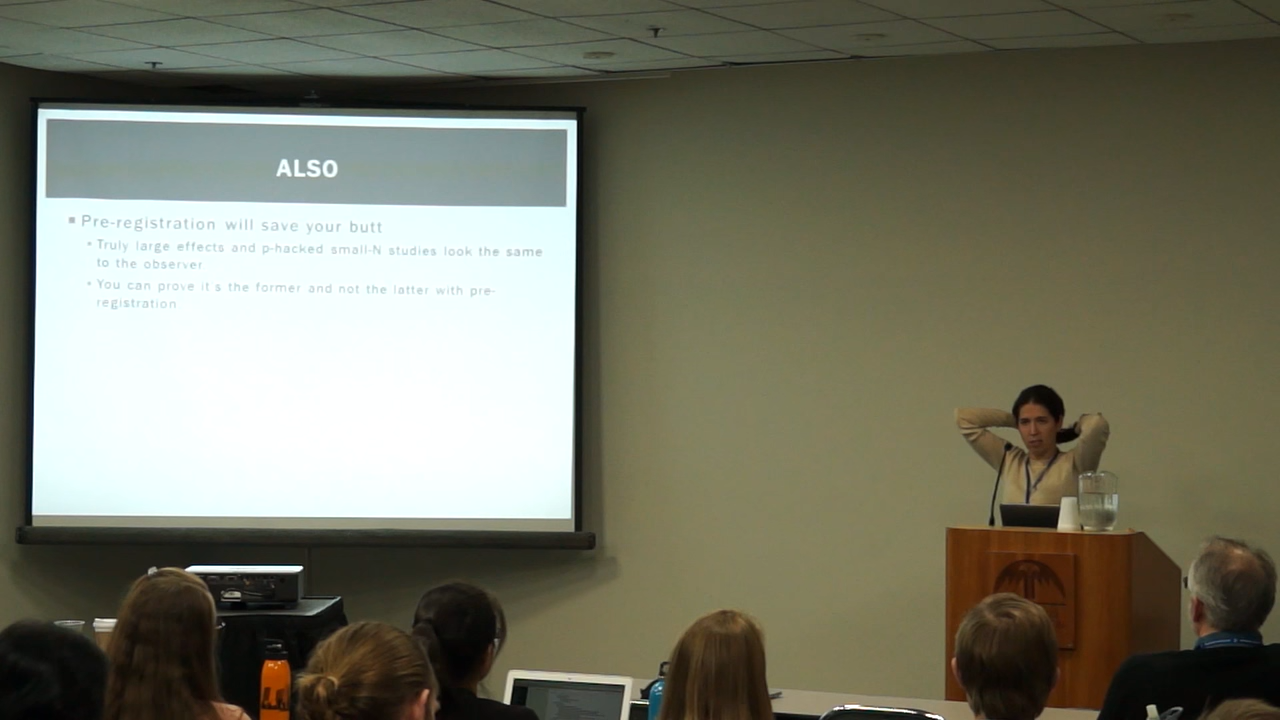 ALSO
Pre-registration will save your butt
Truly large effects and p-hacked small-N studies look the same
to the observer
You can prove it's the former and not the latter with pre-
registration